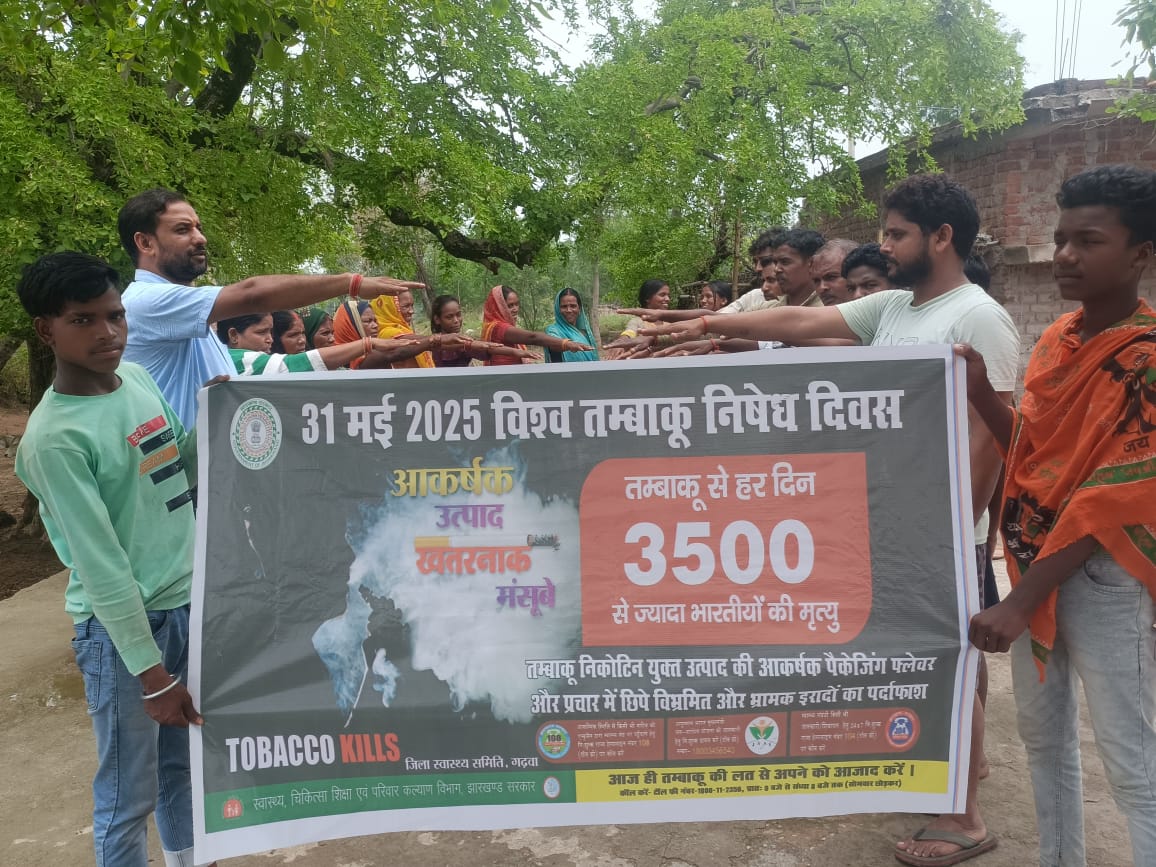 31 मई 2025 विश्व तम्बाकू निषेध दिवस
आकर्षक
उत्पाद
खतरनाक
मंसूबे
तम्बाकू से हर दिन
3500
से ज्यादा भारतीयों की मृत्यु
तम्बाकू निकोटिन युक्त उत्पाद की आकर्षक पैकेजिंग फ्लेवर
और प्रचार में छिपे विभ्रमित और भ्रामक इरादों का पर्दाफाश
108
TOBACCO KILLS
जिला स्वास्थ्य समिति, गढ़वा
आज ही तम्बाकू की लत से अपने को आजाद करें।
स्वास्थ्य, चिकित्सा शिक्षा एवं परिवार कल्याण विभाग, झारखण्ड सरकार
जय